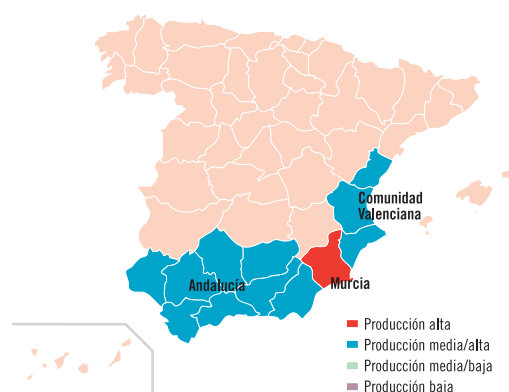 Comunidad
Valenciana
Andalucía
Murcia
Producción alta
Producción media/alta
Producción media/baja
Producción baja